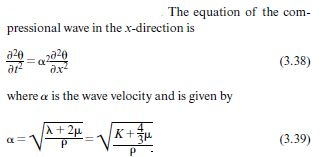 The equation of the com-
pressional wave in the x-direction is
∂²θ/∂t² = α² ∂²θ/∂x² (3.38)
where α is the wave velocity and is given by
α = √((λ + 2μ)/ρ) = √((K + 4/3 μ)/ρ) (3.39)